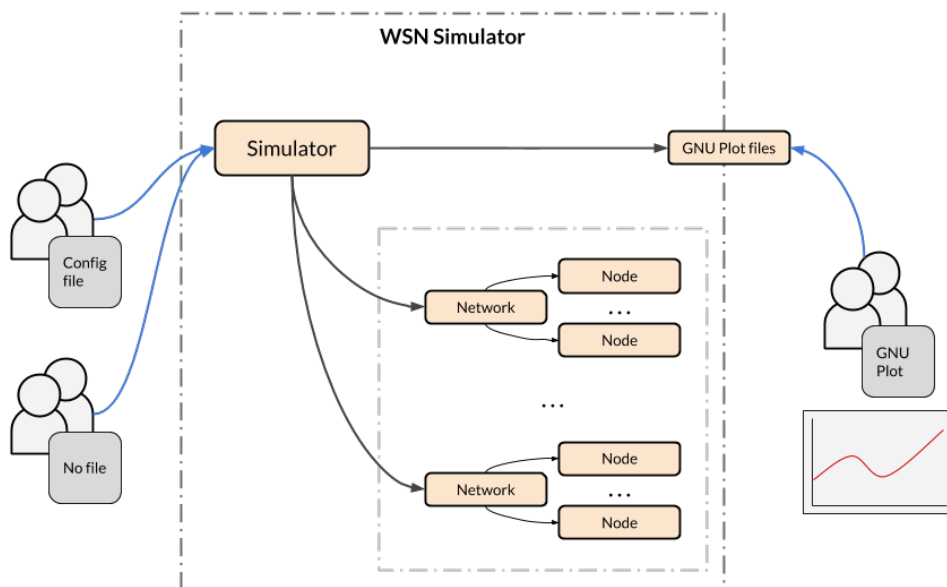 WSN Simulator
Simulator
GNU Plot files
Config
file
Node
Network
...
Node
GNU
Plot
...
No file
Node
Network
...
Node